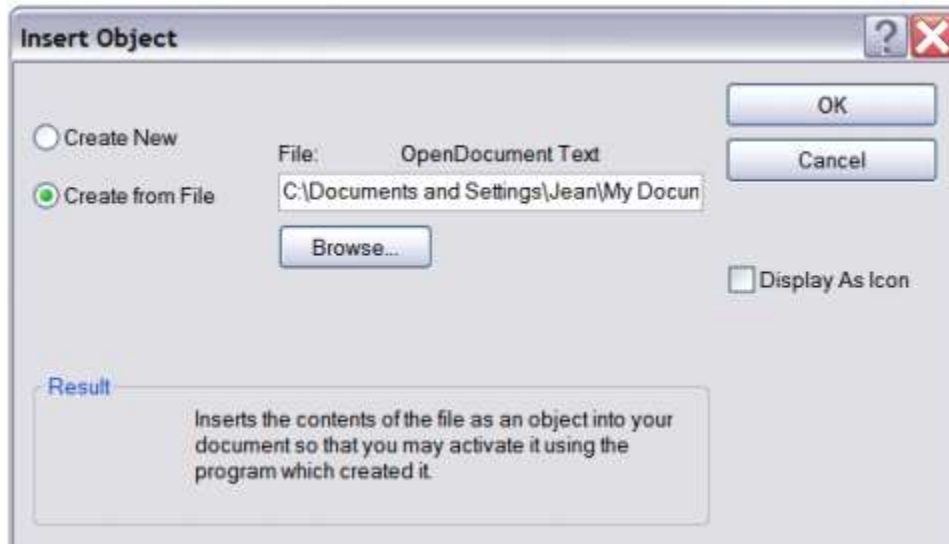 Insert Object
?
OK
Create New
File: OpenDocument Text
Cancel
Create from File
C:\Documents and Settings\Jean\My Docun
Browse...
Display As Icon
Result
Inserts the contents of the file as an object into your
document so that you may activate it using the
program which created it.